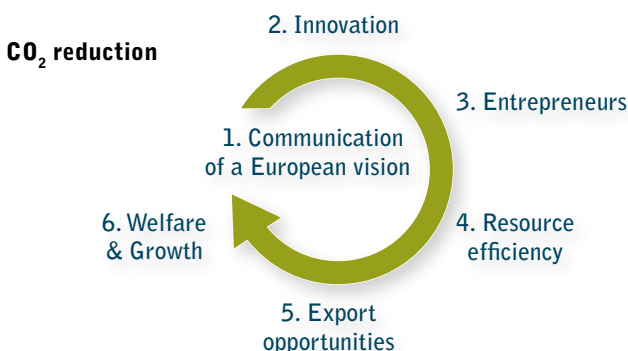 CO₂ reduction
1. Communication
of a European vision
2. Innovation
3. Entrepreneurs
4. Resource
efficiency
5. Export
opportunities
6. Welfare
& Growth